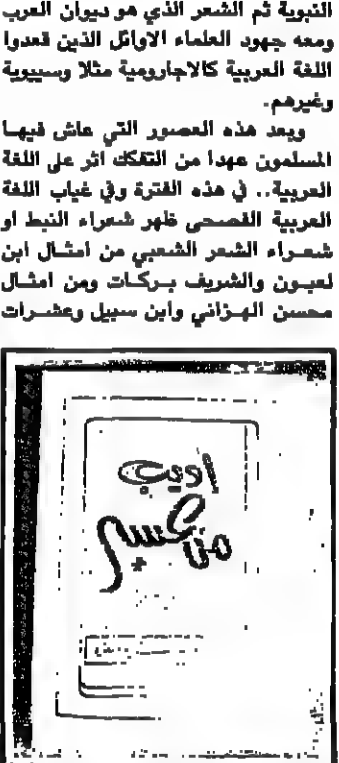 النبوية ثم الشعر الذي هو ديوان العرب
ومعه جهود العلماء الاوائل الذين قعدوا
اللغة العربية كالاجارومية مثلا وسيبوية
وغيرهم.
وبعد هذه العصور التي عاش فيها
المسلمون عهدا من التفكك اثر على اللغة
العربية.. في هذه الفترة وفي غياب اللغة
العربية الفصحى ظهر شعراء النبط او
شعراء الشعر الشعبي من امثال ابن
لعبون والشريف بركات ومن امثال
محسن الهزاني وابن سبيل وعشرات
اديب
من عسير